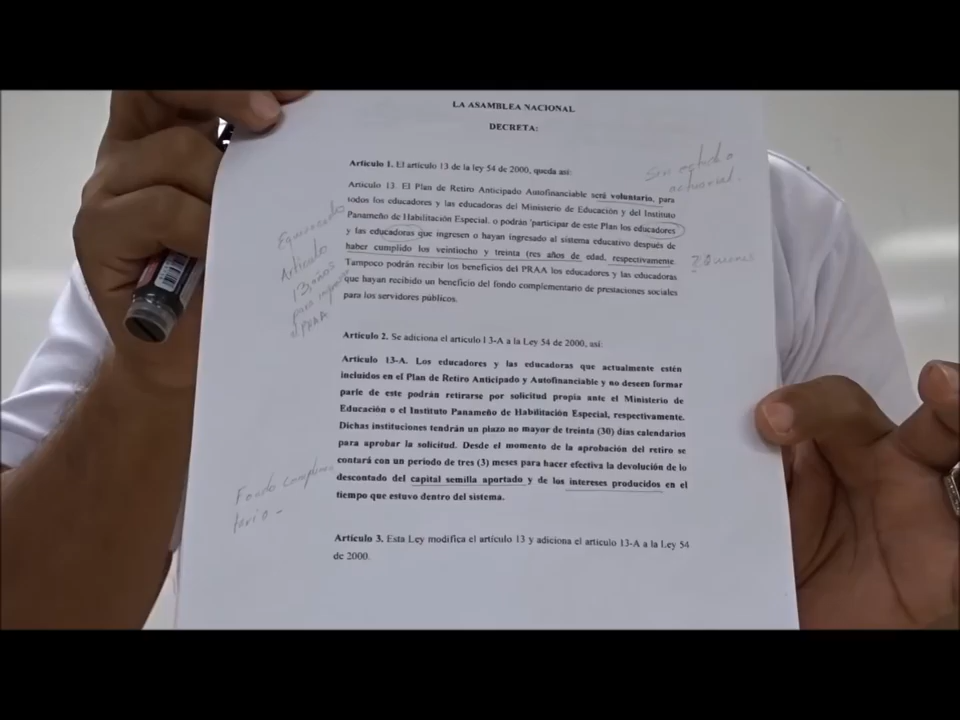 LA ASAMBLEA NACIONAL
DECRETA:
Artículo 1. El artículo 13 de la ley 54 de 2000, queda así:
Artículo 13. El Plan de Retiro Anticipado Autofinanciable será voluntario, para
todos los educadores y las educadoras del Ministerio de Educación y del Instituto
Panameño de Habilitación Especial. o podrán participar de este Plan los educadores
y las educadoras que ingresen o hayan ingresado al sistema educativo después de
haber cumplido los veintiocho y treinta (res años de edad, respectivamente.
Tampoco podrán recibir los beneficios del PRAA los educadores y las educadoras
que hayan recibido un beneficio del fondo complementario de prestaciones sociales
para los servidores públicos.
Sin
actuarial.
Artículo
13 años
para
el PRAA
Artículo 2. Se adiciona el artículo 13-A a la Ley 54 de 2000, así:
Artículo 13-A. Los educadores y las educadoras que actualmente estén
incluidos en el Plan de Retiro Anticipado y Autofinanciable y no deseen formar
parte de este podrán retirarse por solicitud propia ante el Ministerio de
Educación o el Instituto Panameño de Habilitación Especial, respectivamente.
Dichas instituciones tendrán un plazo no mayor de treinta (30) días calendarios
para aprobar la solicitud. Desde el momento de la aprobación del retiro se
contará con un periodo de tres (3) meses para hacer efectiva la devolución de lo
descontado del capital semilla aportado y de los intereses producidos en el
tiempo que estuvo dentro del sistema.
Fondo complemen
tario -
Artículo 3. Esta Ley modifica el artículo 13 y adiciona el artículo 13-A a la Ley 54
de 2000.